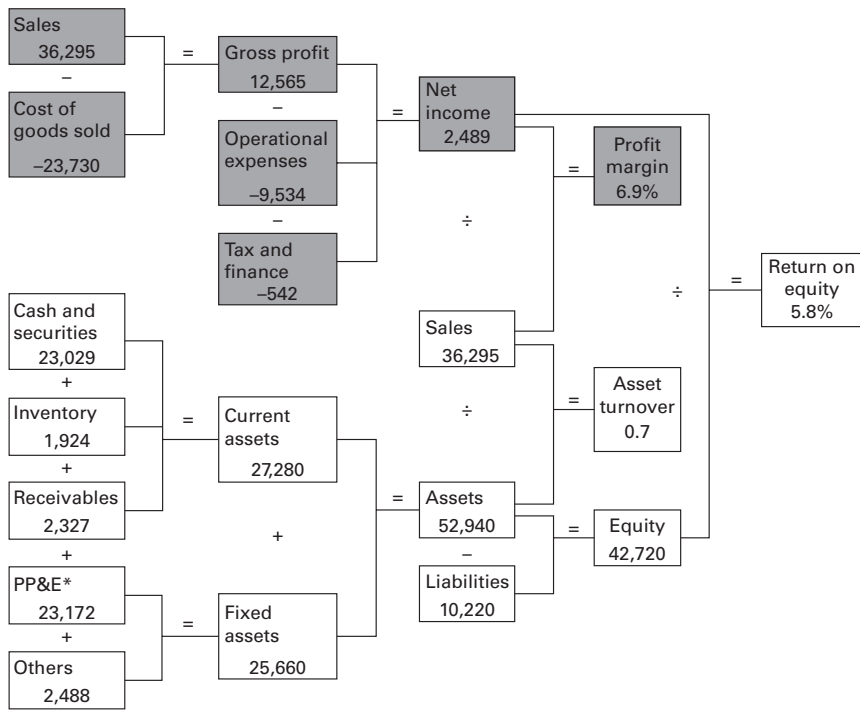 Sales
36,295
–
Cost of
goods sold
–23,730
=
Gross profit
12,565
–
Operational
expenses
–9,534
–
Tax and
finance
–542
=
Net
income
2,489
÷
Sales
36,295
=
Profit
margin
6.9%
÷
=
Return on
equity
5.8%
Cash and
securities
23,029
+
Inventory
1,924
+
Receivables
2,327
+
PP&E*
23,172
+
Others
2,488
=
Current
assets
27,280
+
=
Fixed
assets
25,660
=
÷
Assets
52,940
–
Liabilities
10,220
=
Asset
turnover
0.7
=
Equity
42,720